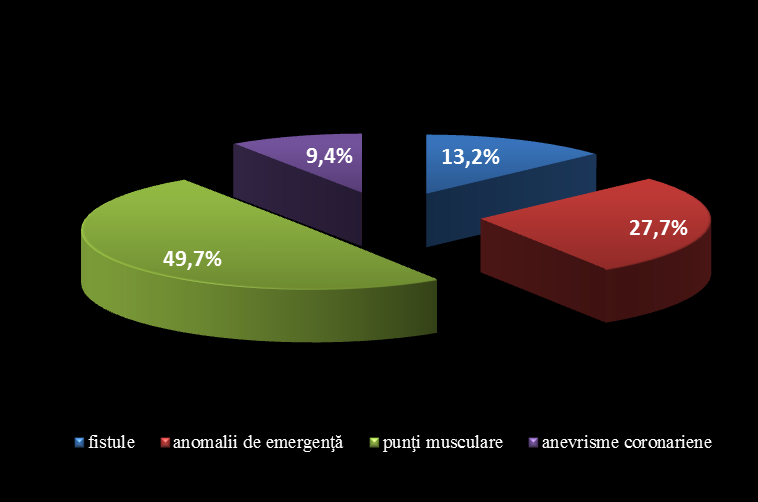 9,4%
13,2%
27,7%
49,7%
fistule anomalii de emergenţă punţi musculare anevrisme coronariene